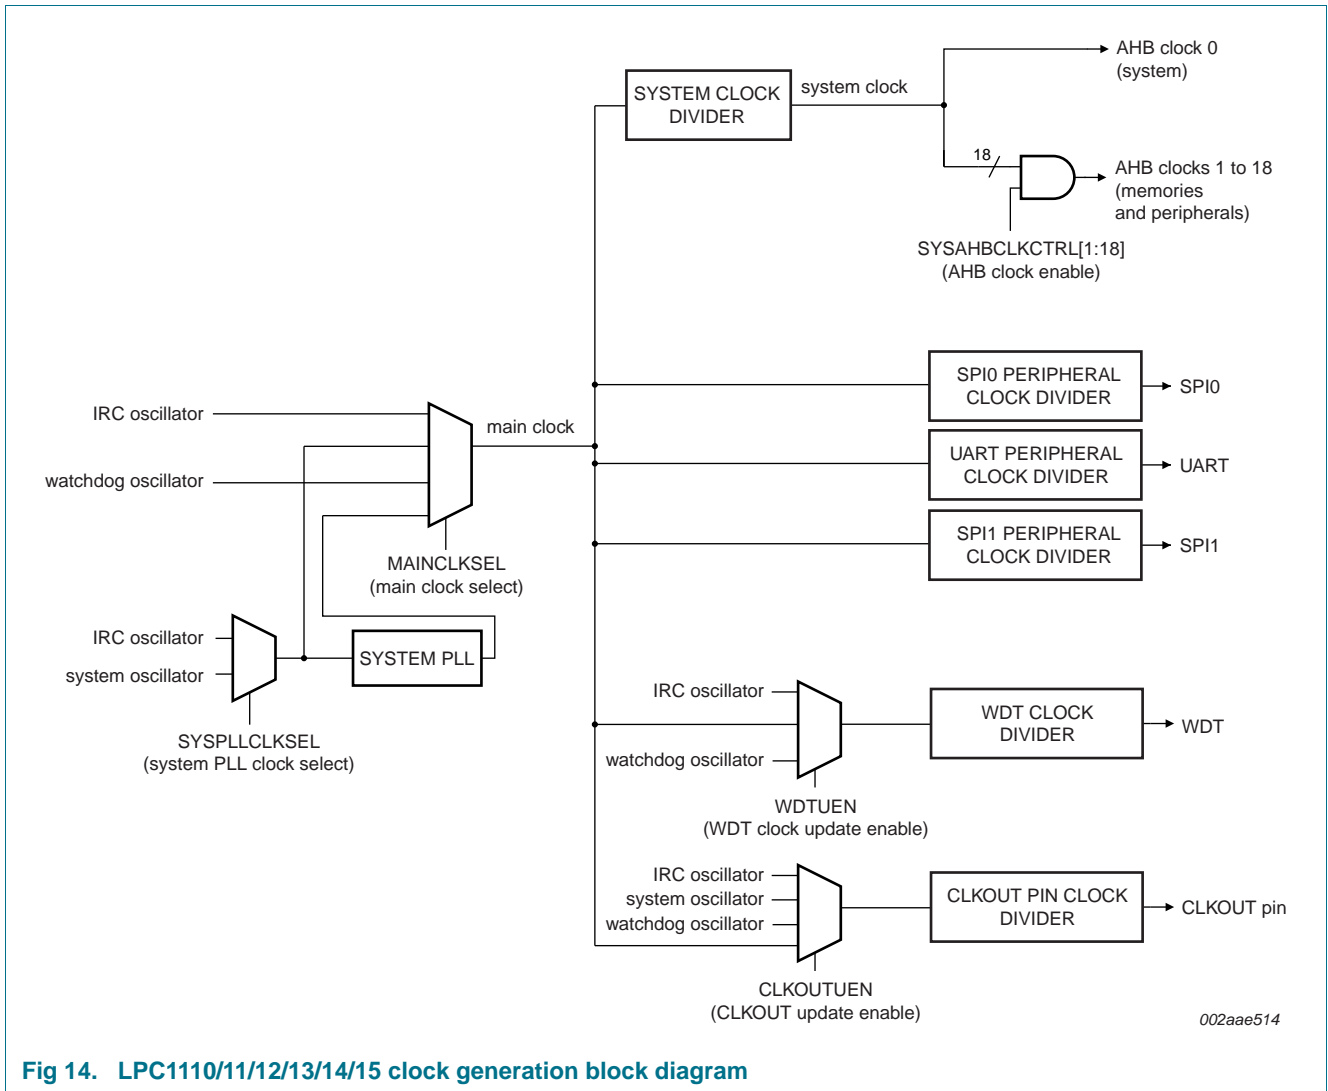 AHB clock 0
(system)
SYSTEM CLOCK
DIVIDER
system clock
18
AHB clocks 1 to 18
(memories
and peripherals)
SYSAHBCLKCTRL[1:18]
(AHB clock enable)
SPI0 PERIPHERAL
CLOCK DIVIDER
SPI0
IRC oscillator
main clock
UART PERIPHERAL
CLOCK DIVIDER
UART
watchdog oscillator
SPI1 PERIPHERAL
CLOCK DIVIDER
SPI1
MAINCLKSEL
(main clock select)
IRC oscillator
system oscillator
SYSTEM PLL
SYSPLLCLKSEL
(system PLL clock select)
IRC oscillator
watchdog oscillator
WDT CLOCK
DIVIDER
WDT
WDTUEN
(WDT clock update enable)
IRC oscillator
system oscillator
watchdog oscillator
CLKOUT PIN CLOCK
DIVIDER
CLKOUT pin
CLKOUTUEN
(CLKOUT update enable)
002aae514
Fig 14. LPC1110/11/12/13/14/15 clock generation block diagram